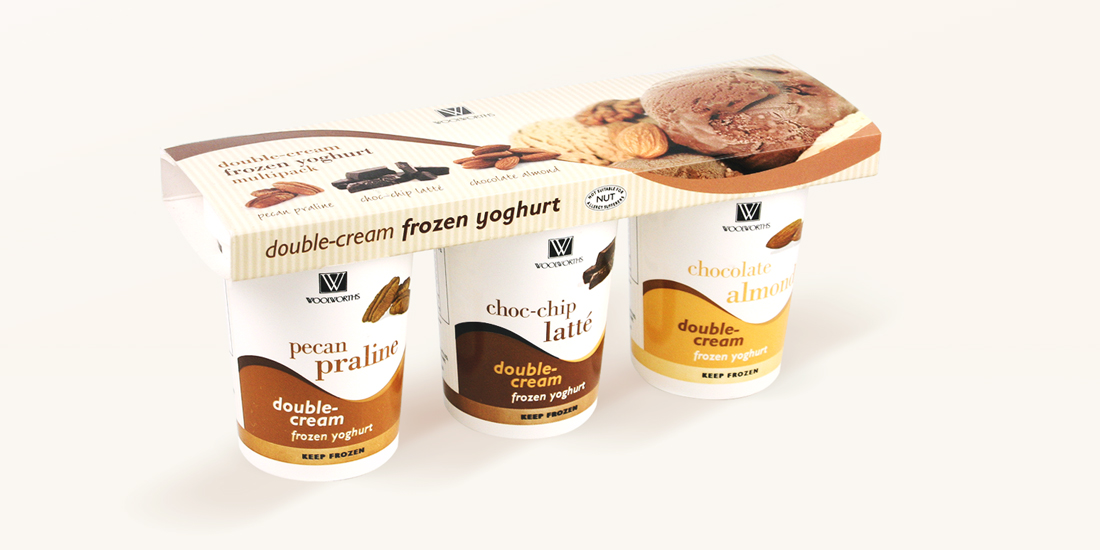 W
WOOLWORTHS
double-cream
frozen yoghurt
multipack
pecan praline
choc-chip latté
chocolate almond
double-cream frozen yoghurt
NOT SUITABLE FOR
NUT
ALLERGY SUFFERERS
W
WOOLWORTHS
pecan
praline
double-
cream
frozen yoghurt
KEEP FROZEN
W
WOOLWORTHS
choc-chip
latté
double-
cream
frozen yoghurt
KEEP FROZEN
W
WOOLWORTHS
chocolate
almond
double-
cream
frozen yoghurt
KEEP FROZEN